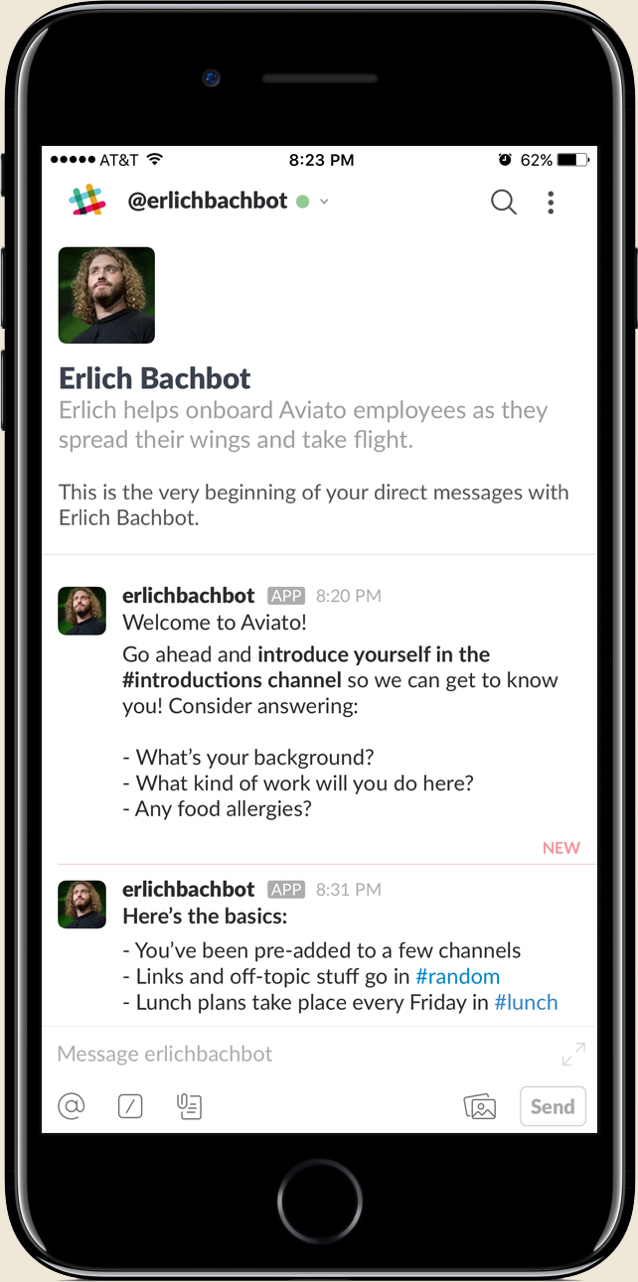 AT&T 8:23 PM 62%
@erlichbachbot
Erlich Bachbot
Erlich helps onboard Aviato employees as they
spread their wings and take flight.
This is the very beginning of your direct messages with
Erlich Bachbot.
erlichbachbot APP 8:20 PM
Welcome to Aviato!
Go ahead and introduce yourself in the
#introductions channel so we can get to know
you! Consider answering:
- What's your background?
- What kind of work will you do here?
- Any food allergies?
NEW
erlichbachbot APP 8:31 PM
Here's the basics:
- You've been pre-added to a few channels
- Links and off-topic stuff go in #random
- Lunch plans take place every Friday in #lunch
Message erlichbachbot
Send